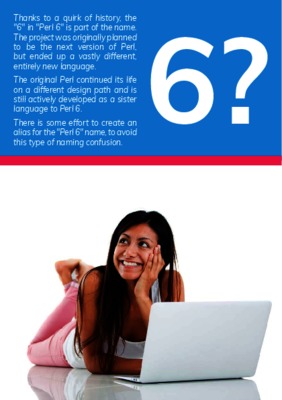 Thanks to a quirk of history, the
"6" in "Perl 6" is part of the name.
The project was originally planned
to be the next version of Perl,
but ended up a vastly different,
entirely new language.
The original Perl continued its life
on a different design path and is
still actively developed as a sister
language to Perl 6.
There is some effort to create an
alias for the "Perl 6" name, to avoid
this type of naming confusion.
6?